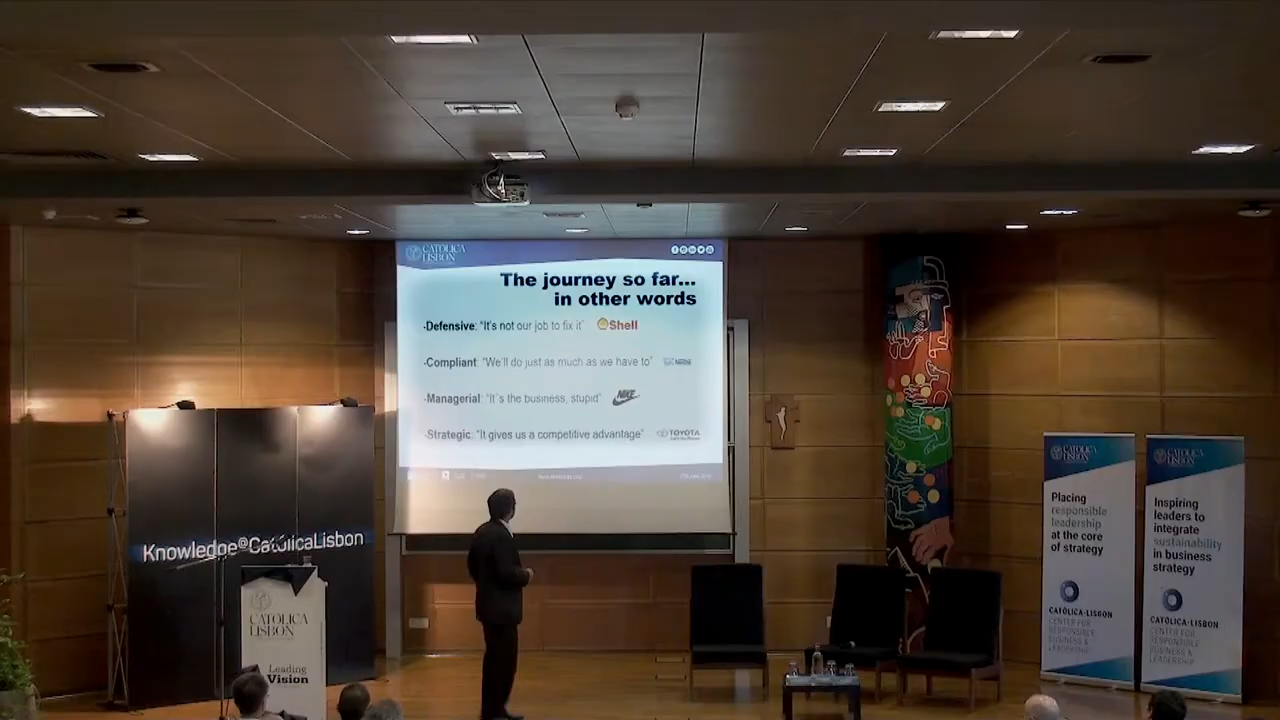 CATÓLICA
LISBON
The journey so far...
in other words
-Defensive: “It's not our job to fix it” Shell
-Compliant: “We'll do just as much as we have to” Nestlé
-Managerial: “It´s the business, stupid” NIKE
-Strategic: “It gives us a competitive advantage” TOYOTA
Knowledge@CatólicaLisbon
CATÓLICA
LISBON
Leading
Vision
CATÓLICA
LISBON
Placing
responsible
leadership
at the core
of strategy
CATÓLICA-LISBON
CENTER FOR
RESPONSIBLE
BUSINESS &
LEADERSHIP
CATÓLICA
LISBON
Inspiring
leaders to
integrate
sustainability
in business
strategy
CATÓLICA-LISBON
CENTER FOR
RESPONSIBLE
BUSINESS &
LEADERSHIP